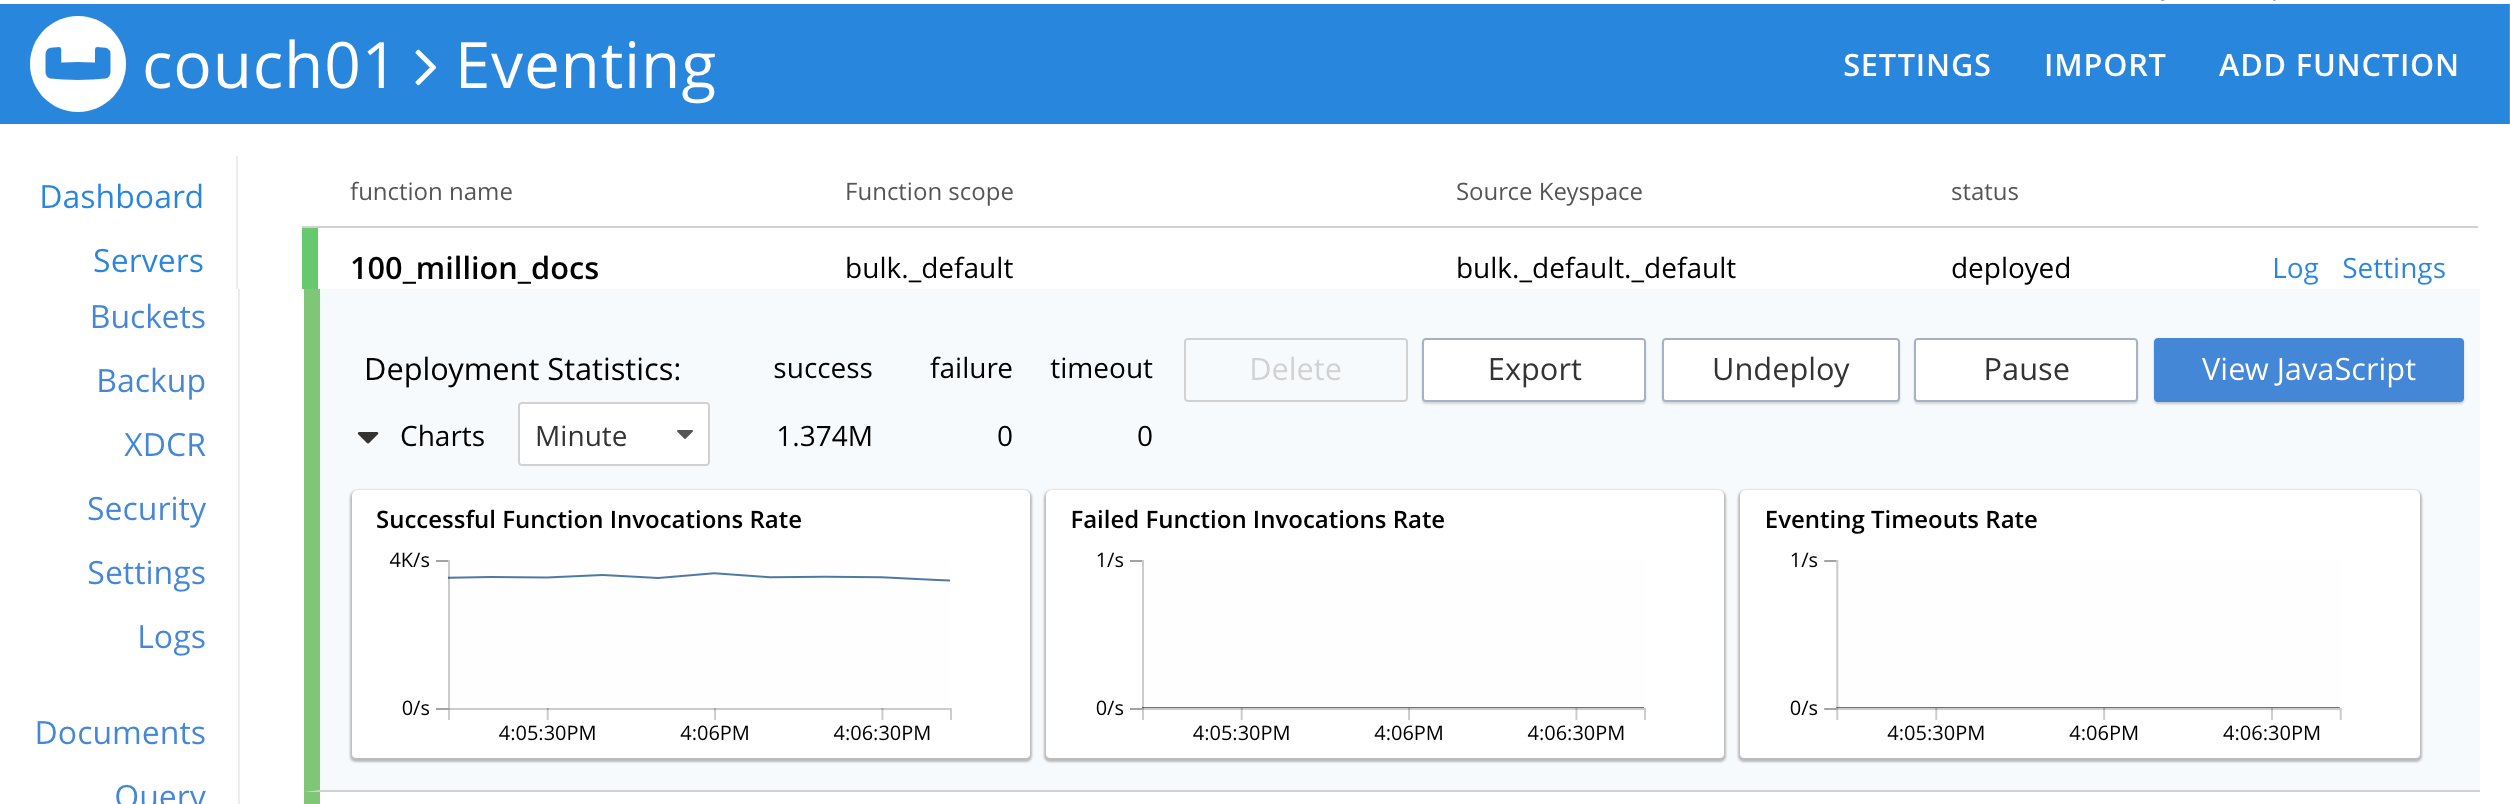 couch01 > Eventing
SETTINGS IMPORT ADD FUNCTION
Dashboard
Servers
Buckets
Backup
XDCR
Security
Settings
Logs
Documents
Query
function name Function scope Source Keyspace status
100_million_docs bulk._default bulk._default._default deployed Log Settings
Deployment Statistics: success failure timeout Delete Export Undeploy Pause View JavaScript
Charts Minute 1.374M 0 0
Successful Function Invocations Rate
4K/s
0/s
4:05:30PM 4:06PM 4:06:30PM
Failed Function Invocations Rate
1/s
0/s
4:05:30PM 4:06PM 4:06:30PM
Eventing Timeouts Rate
1/s
0/s
4:05:30PM 4:06PM 4:06:30PM